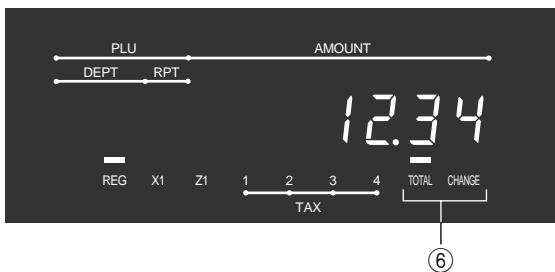 PLU AMOUNT
DEPT RPT
12.34
REG X1 Z1 1 2 3 4 TOTAL CHANGE
TAX
⑥